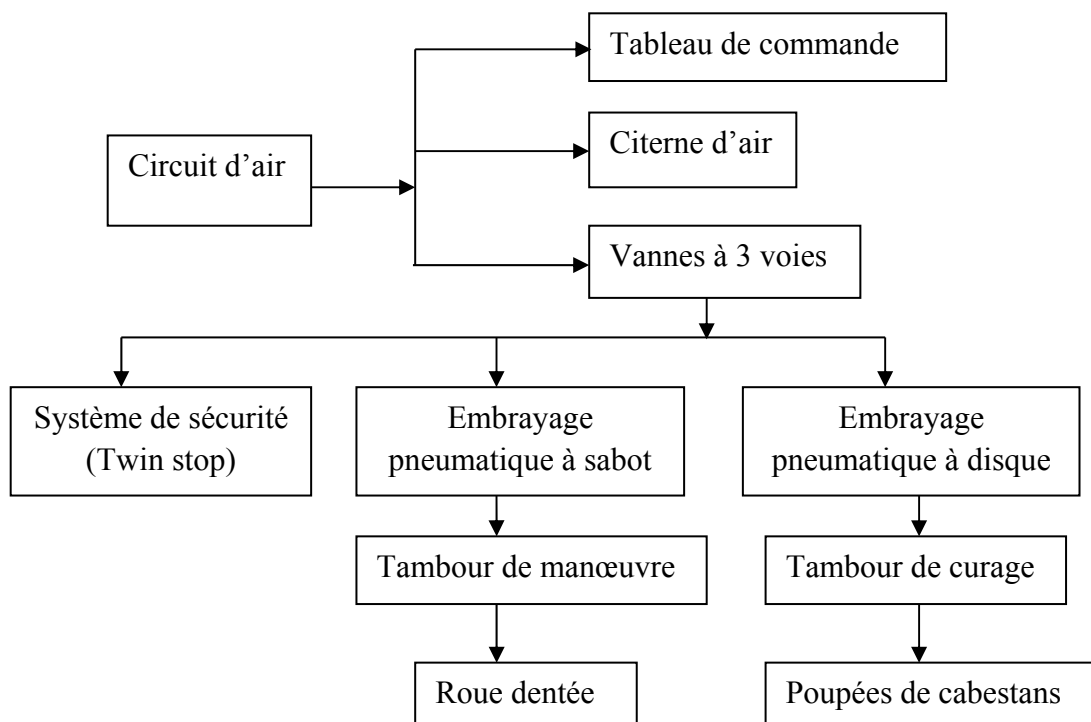 Tableau de commande
Circuit d’air
Citerne d’air
Vannes à 3 voies
Système de sécurité
(Twin stop)
Embrayage
pneumatique à sabot
Embrayage
pneumatique à disque
Tambour de manœuvre
Tambour de curage
Roue dentée
Poupées de cabestans